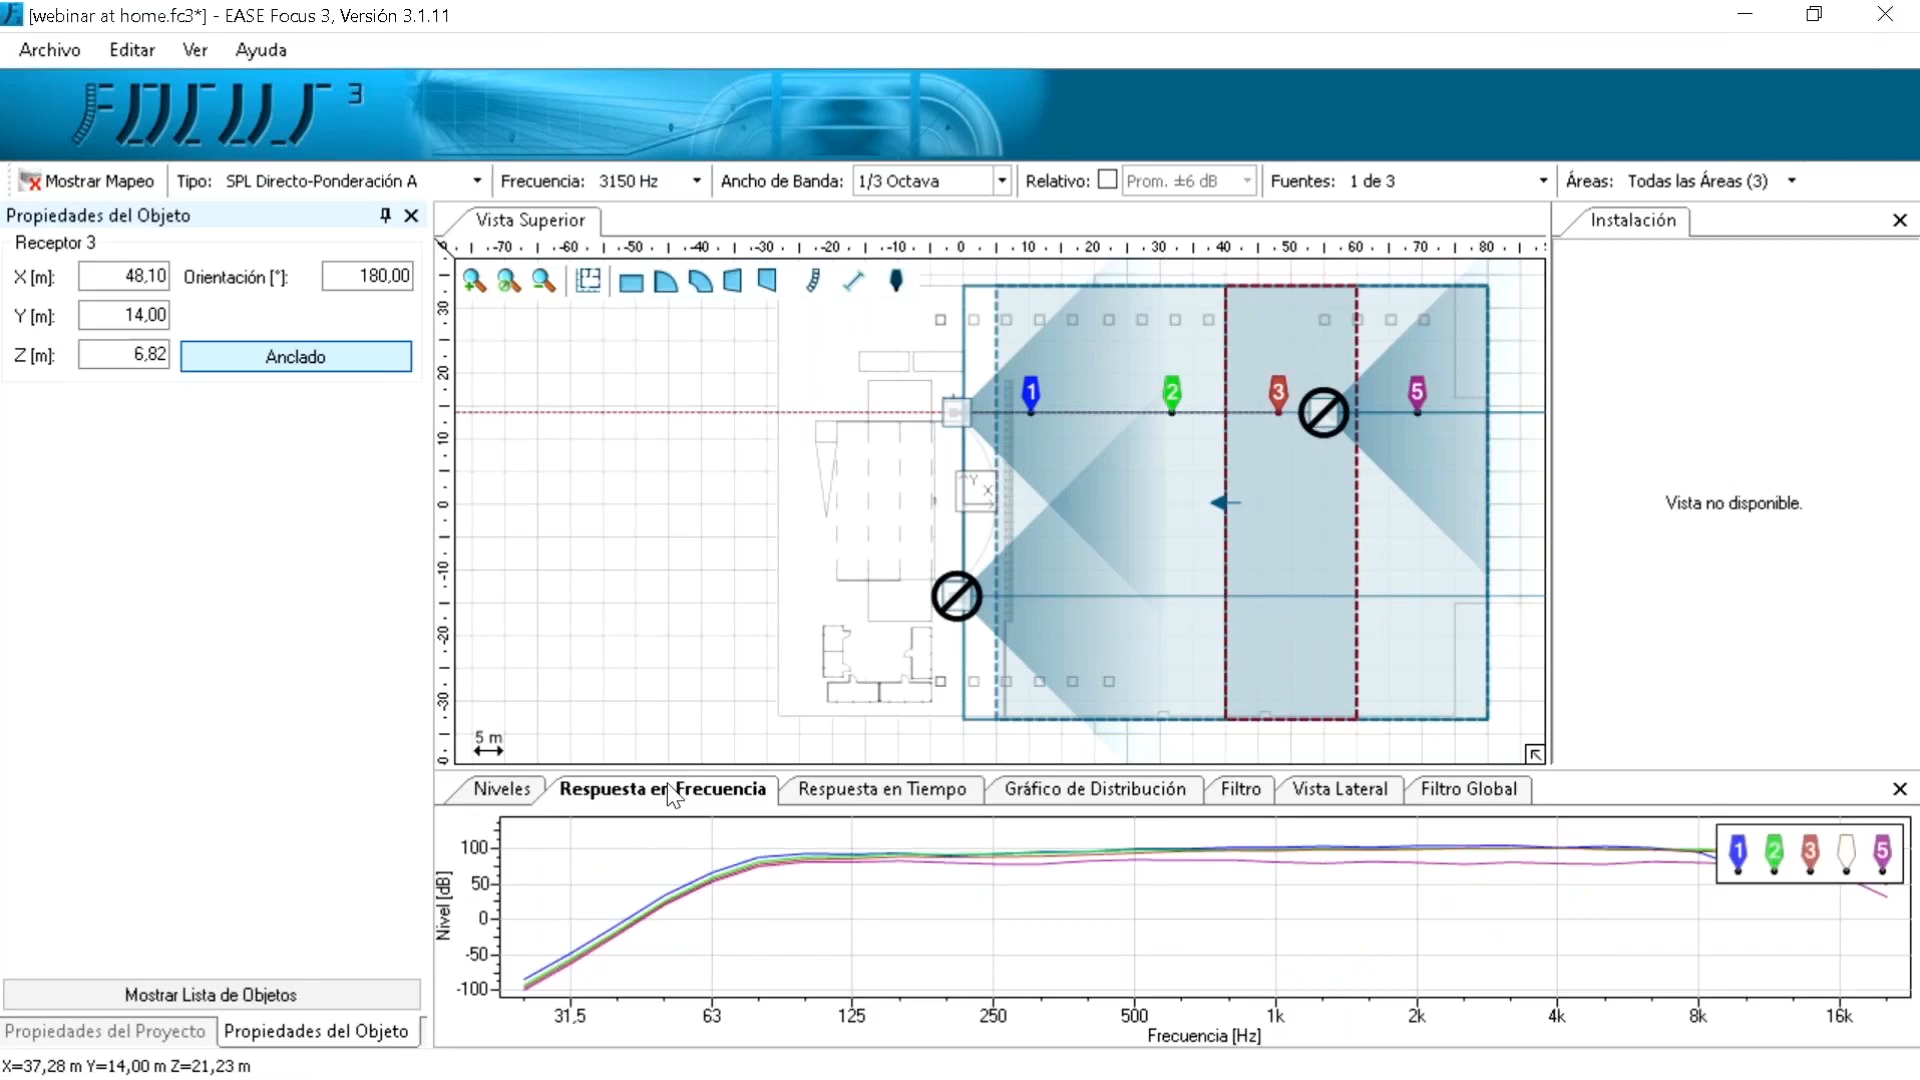 [webinar at home.fc3*] - EASE Focus 3, Versión 3.1.11
Archivo Editar Ver Ayuda
FOCUS 3
Mostrar Mapeo Tipo: SPL Directo-Ponderación A Frecuencia: 3150 Hz Ancho de Banda: 1/3 Octava Relativo: Prom. ±6 dB Fuentes: 1 de 3 Áreas: Todas las Áreas (3)
Propiedades del Objeto
Receptor 3
X [m]: 48,10 Orientación [°]: 180,00
Y [m]: 14,00
Z [m]: 6,82 Anclado
Mostrar Lista de Objetos
Propiedades del Proyecto Propiedades del Objeto
X=37,28 m Y=14,00 m Z=21,23 m
Vista Superior
-70 -60 -50 -40 -30 -20 -10 0 10 20 30 40 50 60 70 80
30
20
10
0
-10
-20
-30
1 2 3 5
Y
X
5 m
Instalación
Vista no disponible.
Niveles Respuesta en Frecuencia Respuesta en Tiempo Gráfico de Distribución Filtro Vista Lateral Filtro Global
Nivel [dB]
100
50
0
-50
-100
1 2 3 5
31,5 63 125 250 500 1k 2k 4k 8k 16k
Frecuencia [Hz]